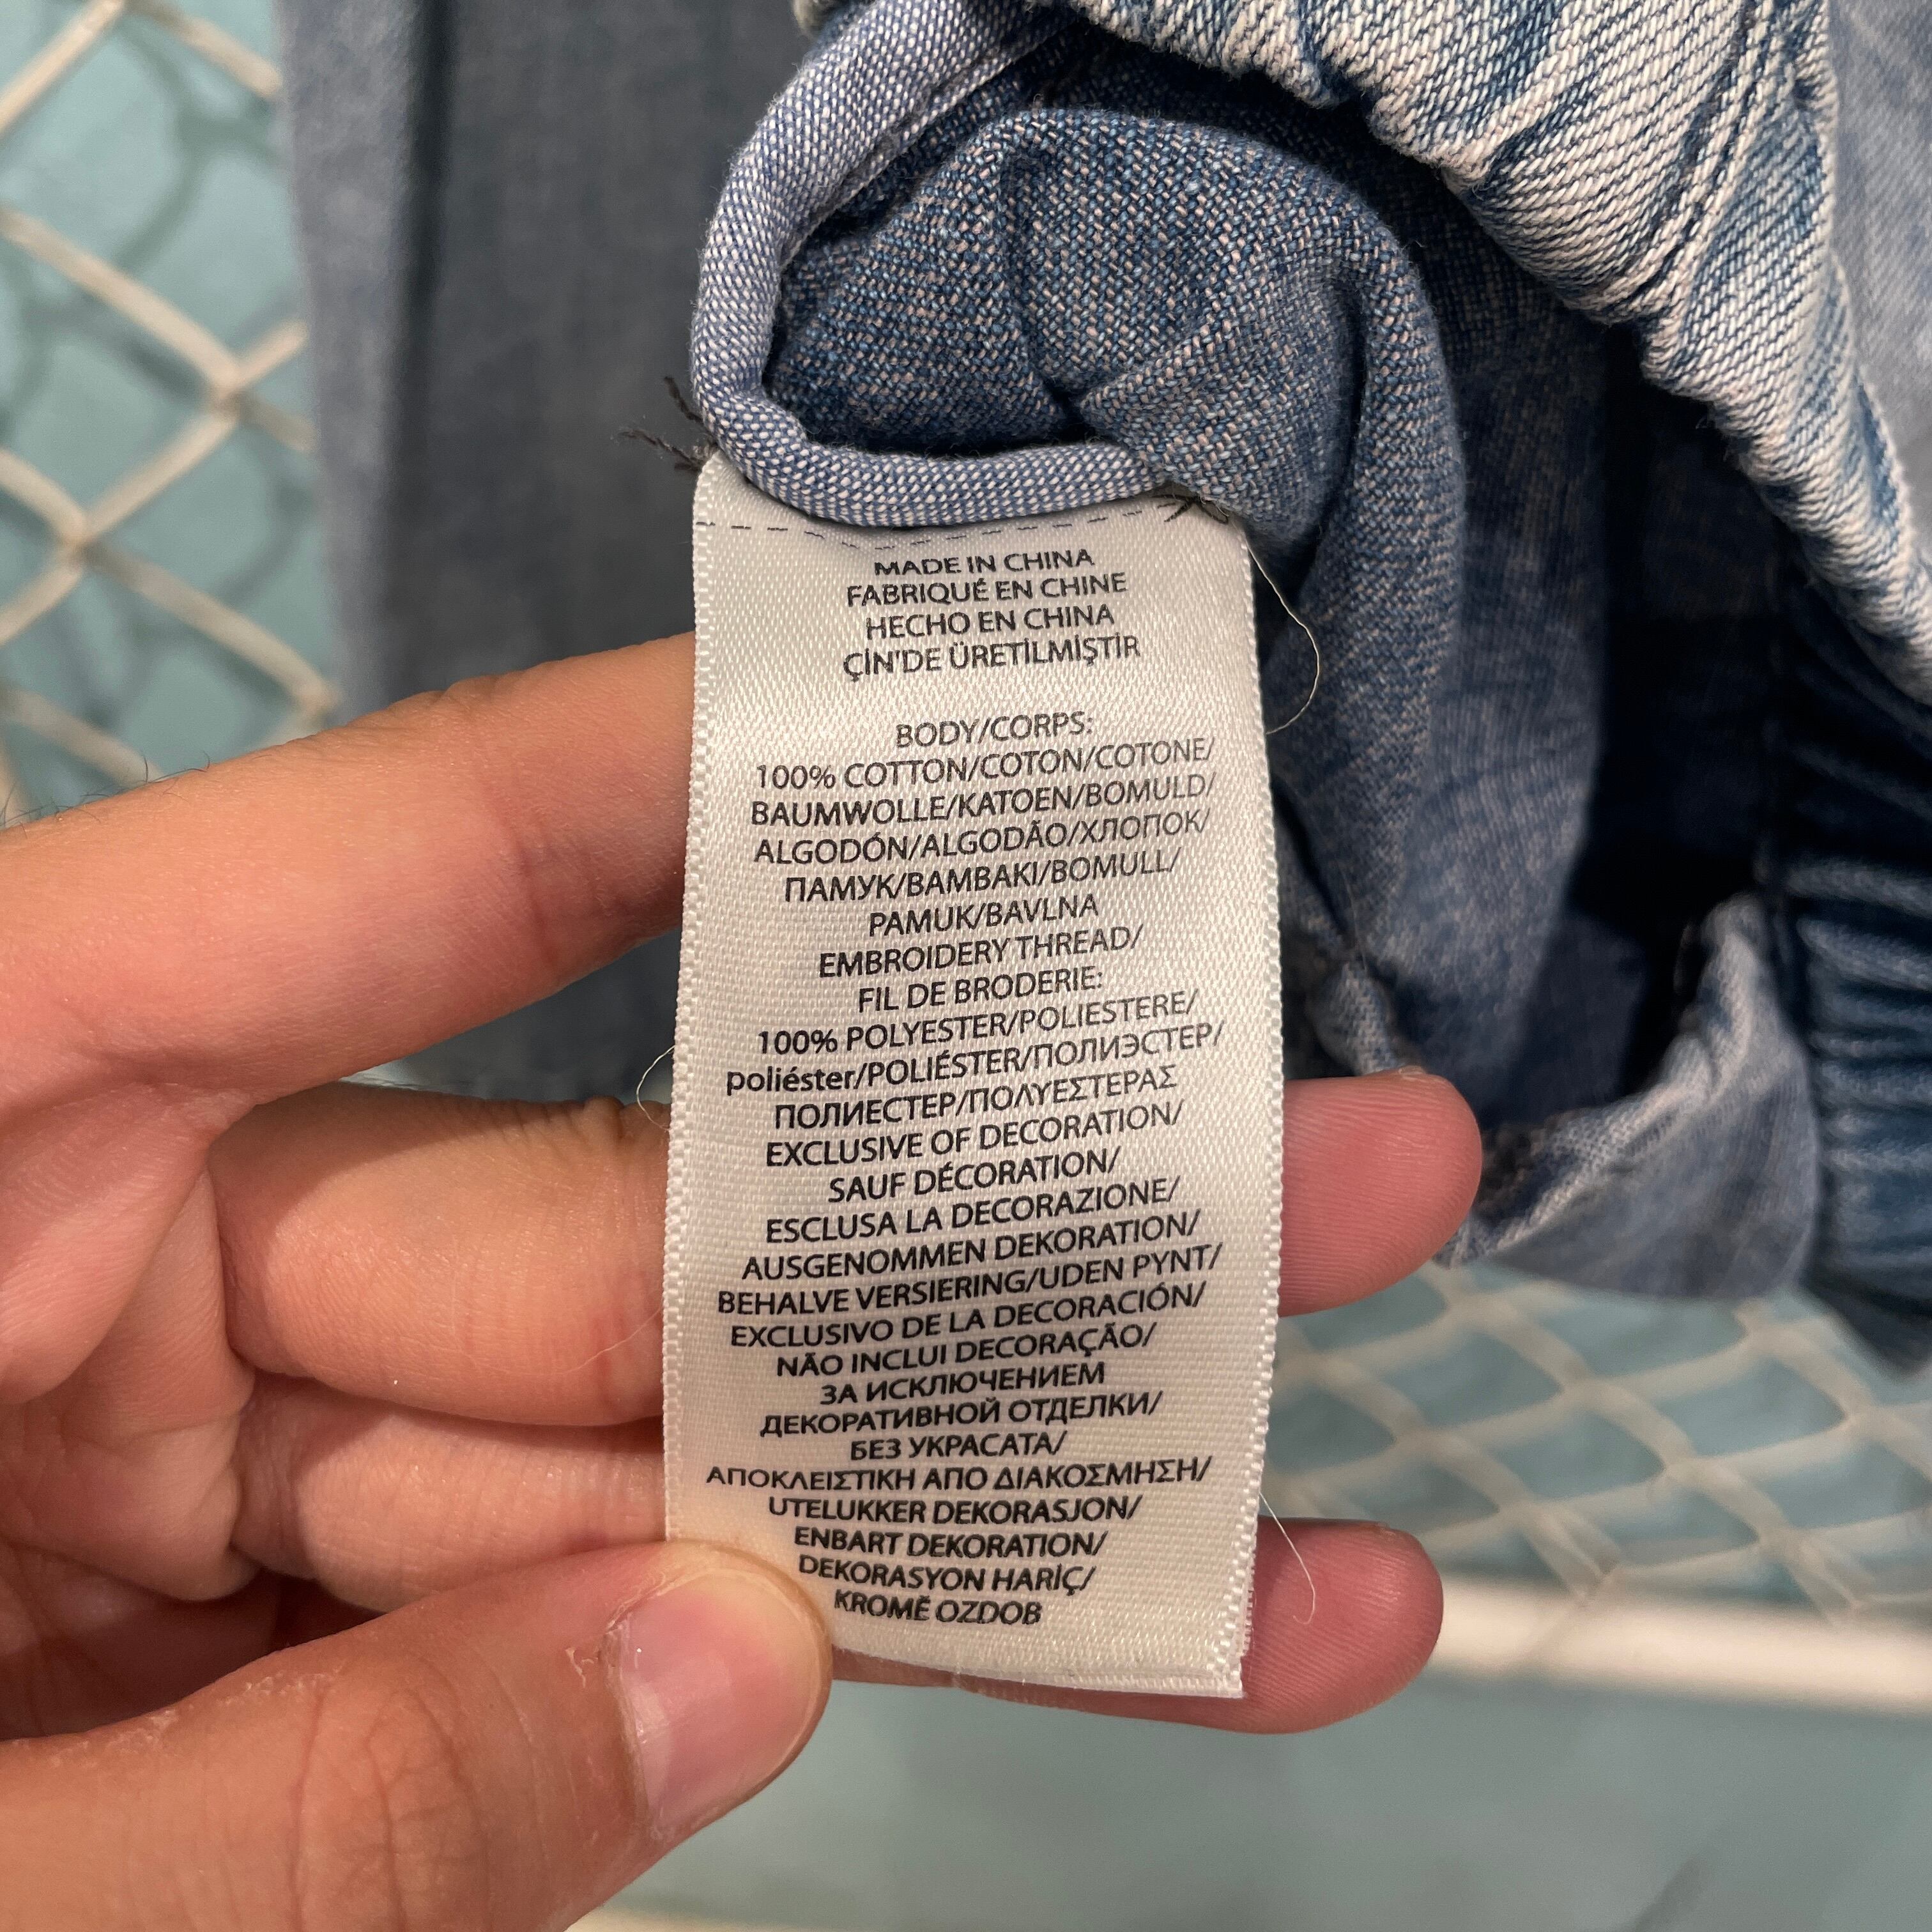 MADE IN CHINA
FABRIQUÉ EN CHINE
HECHO EN CHINA
ÇİN'DE ÜRETİLMİŞTİR
BODY/CORPS:
100% COTTON/COTON/COTONE/
BAUMWOLLE/KATOEN/BOMULD/
ALGODÓN/ALGODÃO/ХЛОПОК/
ПАМУК/BAMBAKI/BOMULL/
PAMUK/BAVLNA
EMBROIDERY THREAD/
FIL DE BRODERIE:
100% POLYESTER/POLIESTERE/
poliéster/POLIÉSTER/ПОЛИЭСТЕР/
ПОЛИЕСТЕР/ΠΟΛΥΕΣΤΕΡΑΣ
EXCLUSIVE OF DECORATION/
SAUF DÉCORATION/
ESCLUSA LA DECORAZIONE/
AUSGENOMMEN DEKORATION/
BEHALVE VERSIERING/UDEN PYNT/
EXCLUSIVO DE LA DECORACIÓN/
NÃO INCLUI DECORAÇÃO/
ЗА ИСКЛЮЧЕНИЕМ
ДЕКОРАТИВНОЙ ОТДЕЛКИ/
БЕЗ УКРАСАТА/
ΑΠΟΚΛΕΙΣΤΙΚΗ ΑΠΟ ΔΙΑΚΟΣΜΗΣΗ/
UTELUKKER DEKORASJON/
ENBART DEKORATION/
DEKORASYON HARİÇ/
KROMĚ OZDOB